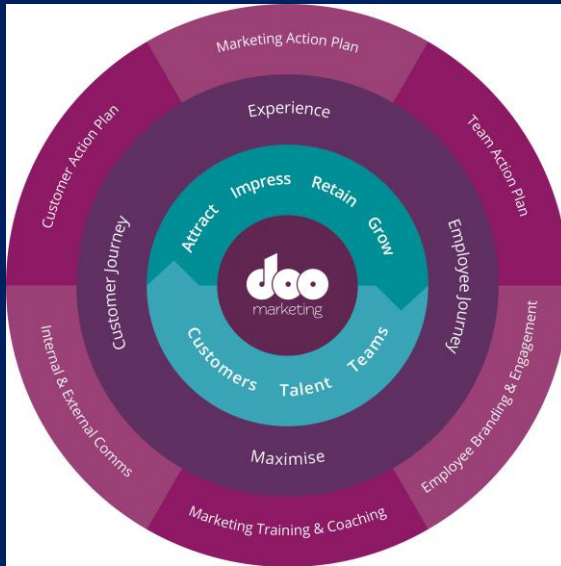 Marketing Action Plan
Team Action Plan
Employee Branding & Engagement
Marketing Training & Coaching
Internal & External Comms
Customer Action Plan
Experience
Employee Journey
Maximise
Customer Journey
Attract Impress Retain Grow
Customers Talent Teams
doo
marketing